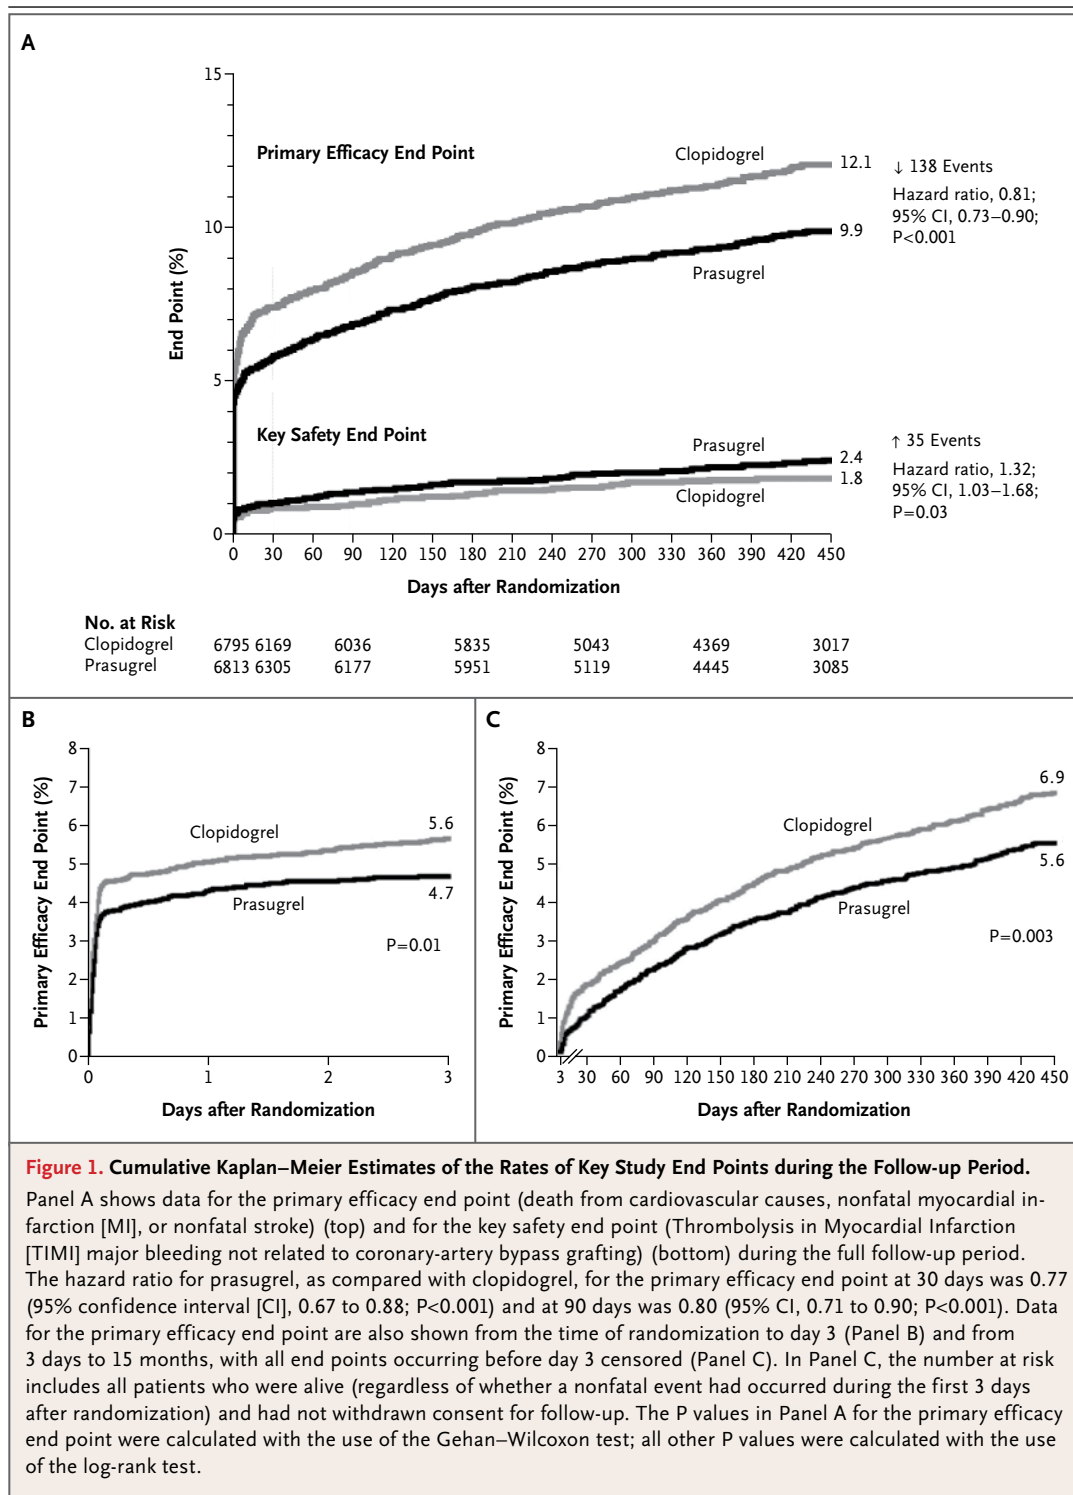 A
15
10
5
0
End Point (%)
Primary Efficacy End Point
Clopidogrel
12.1
Prasugrel
9.9
↓ 138 Events
Hazard ratio, 0.81;
95% CI, 0.73–0.90;
P<0.001
Key Safety End Point
Prasugrel
2.4
Clopidogrel
1.8
↑ 35 Events
Hazard ratio, 1.32;
95% CI, 1.03–1.68;
P=0.03
0 30 60 90 120 150 180 210 240 270 300 330 360 390 420 450
Days after Randomization
No. at Risk
Clopidogrel 6795 6169 6036 5835 5043 4369 3017
Prasugrel 6813 6305 6177 5951 5119 4445 3085
B
8
7
6
5
4
3
2
1
0
Primary Efficacy End Point (%)
Clopidogrel
5.6
Prasugrel
4.7
P=0.01
0 1 2 3
Days after Randomization
C
8
7
6
5
4
3
2
1
0
Primary Efficacy End Point (%)
Clopidogrel
6.9
Prasugrel
5.6
P=0.003
3 30 60 90 120 150 180 210 240 270 300 330 360 390 420 450
Days after Randomization
Figure 1. Cumulative Kaplan–Meier Estimates of the Rates of Key Study End Points during the Follow-up Period.
Panel A shows data for the primary efficacy end point (death from cardiovascular causes, nonfatal myocardial in-
farction [MI], or nonfatal stroke) (top) and for the key safety end point (Thrombolysis in Myocardial Infarction
[TIMI] major bleeding not related to coronary-artery bypass grafting) (bottom) during the full follow-up period.
The hazard ratio for prasugrel, as compared with clopidogrel, for the primary efficacy end point at 30 days was 0.77
(95% confidence interval [CI], 0.67 to 0.88; P<0.001) and at 90 days was 0.80 (95% CI, 0.71 to 0.90; P<0.001). Data
for the primary efficacy end point are also shown from the time of randomization to day 3 (Panel B) and from
3 days to 15 months, with all end points occurring before day 3 censored (Panel C). In Panel C, the number at risk
includes all patients who were alive (regardless of whether a nonfatal event had occurred during the first 3 days
after randomization) and had not withdrawn consent for follow-up. The P values in Panel A for the primary efficacy
end point were calculated with the use of the Gehan–Wilcoxon test; all other P values were calculated with the use
of the log-rank test.